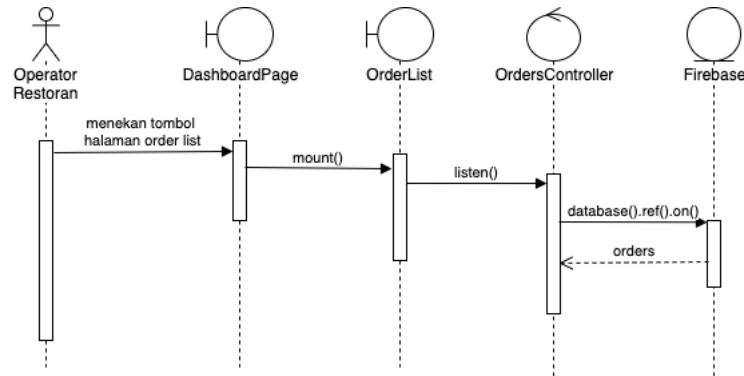 Operator
Restoran
DashboardPage
OrderList
OrdersController
Firebase
menekan tombol
halaman order list
mount()
listen()
database().ref().on()
orders